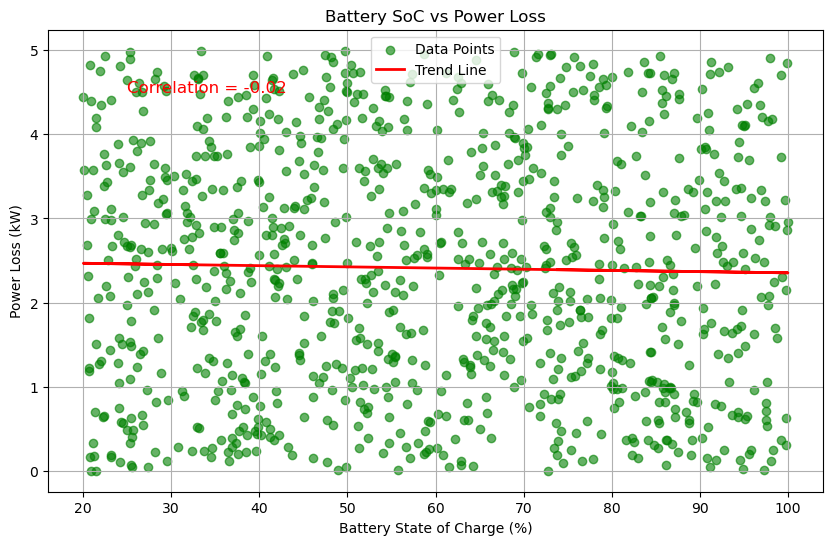 Battery SoC vs Power Loss
Data Points
Trend Line
Correlation = -0.02
Power Loss (kW)
5
4
3
2
1
0
20 30 40 50 60 70 80 90 100
Battery State of Charge (%)